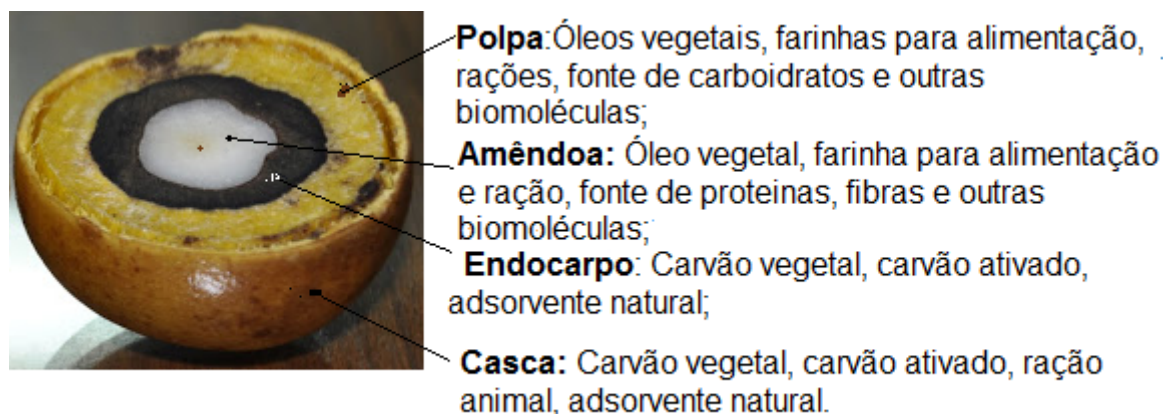 Polpa:Óleos vegetais, farinhas para alimentação,
rações, fonte de carboidratos e outras
biomoléculas;
Amêndoa: Óleo vegetal, farinha para alimentação
e ração, fonte de proteinas, fibras e outras
biomoléculas;
Endocarpo: Carvão vegetal, carvão ativado,
adsorvente natural;
Casca: Carvão vegetal, carvão ativado, ração
animal, adsorvente natural.